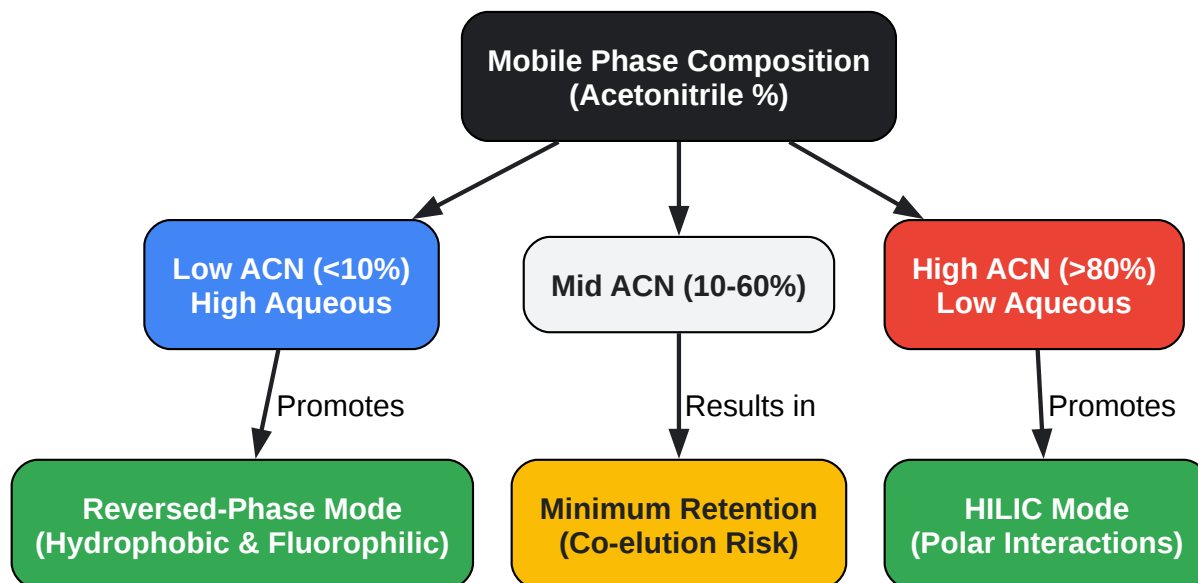 Mobile Phase Composition
(Acetonitrile %)
Low ACN (<10%)
High Aqueous
Mid ACN (10-60%)
High ACN (>80%)
Low Aqueous
Promotes
Results in
Promotes
Reversed-Phase Mode
(Hydrophobic & Fluorophilic)
Minimum Retention
(Co-elution Risk)
HILIC Mode
(Polar Interactions)